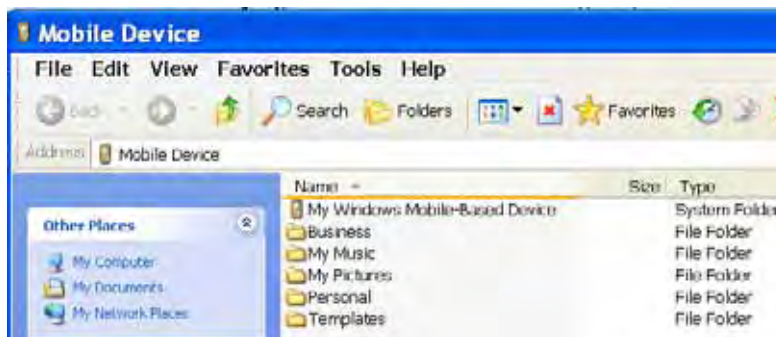 Mobile Device
File Edit View Favorites Tools Help
Back Search Folders Favorites
Address Mobile Device
Name Size Type
My Windows Mobile-Based Device System Folder
Business File Folder
My Music File Folder
My Pictures File Folder
Personal File Folder
Templates File Folder
Other Places
My Computer
My Documents
My Network Places